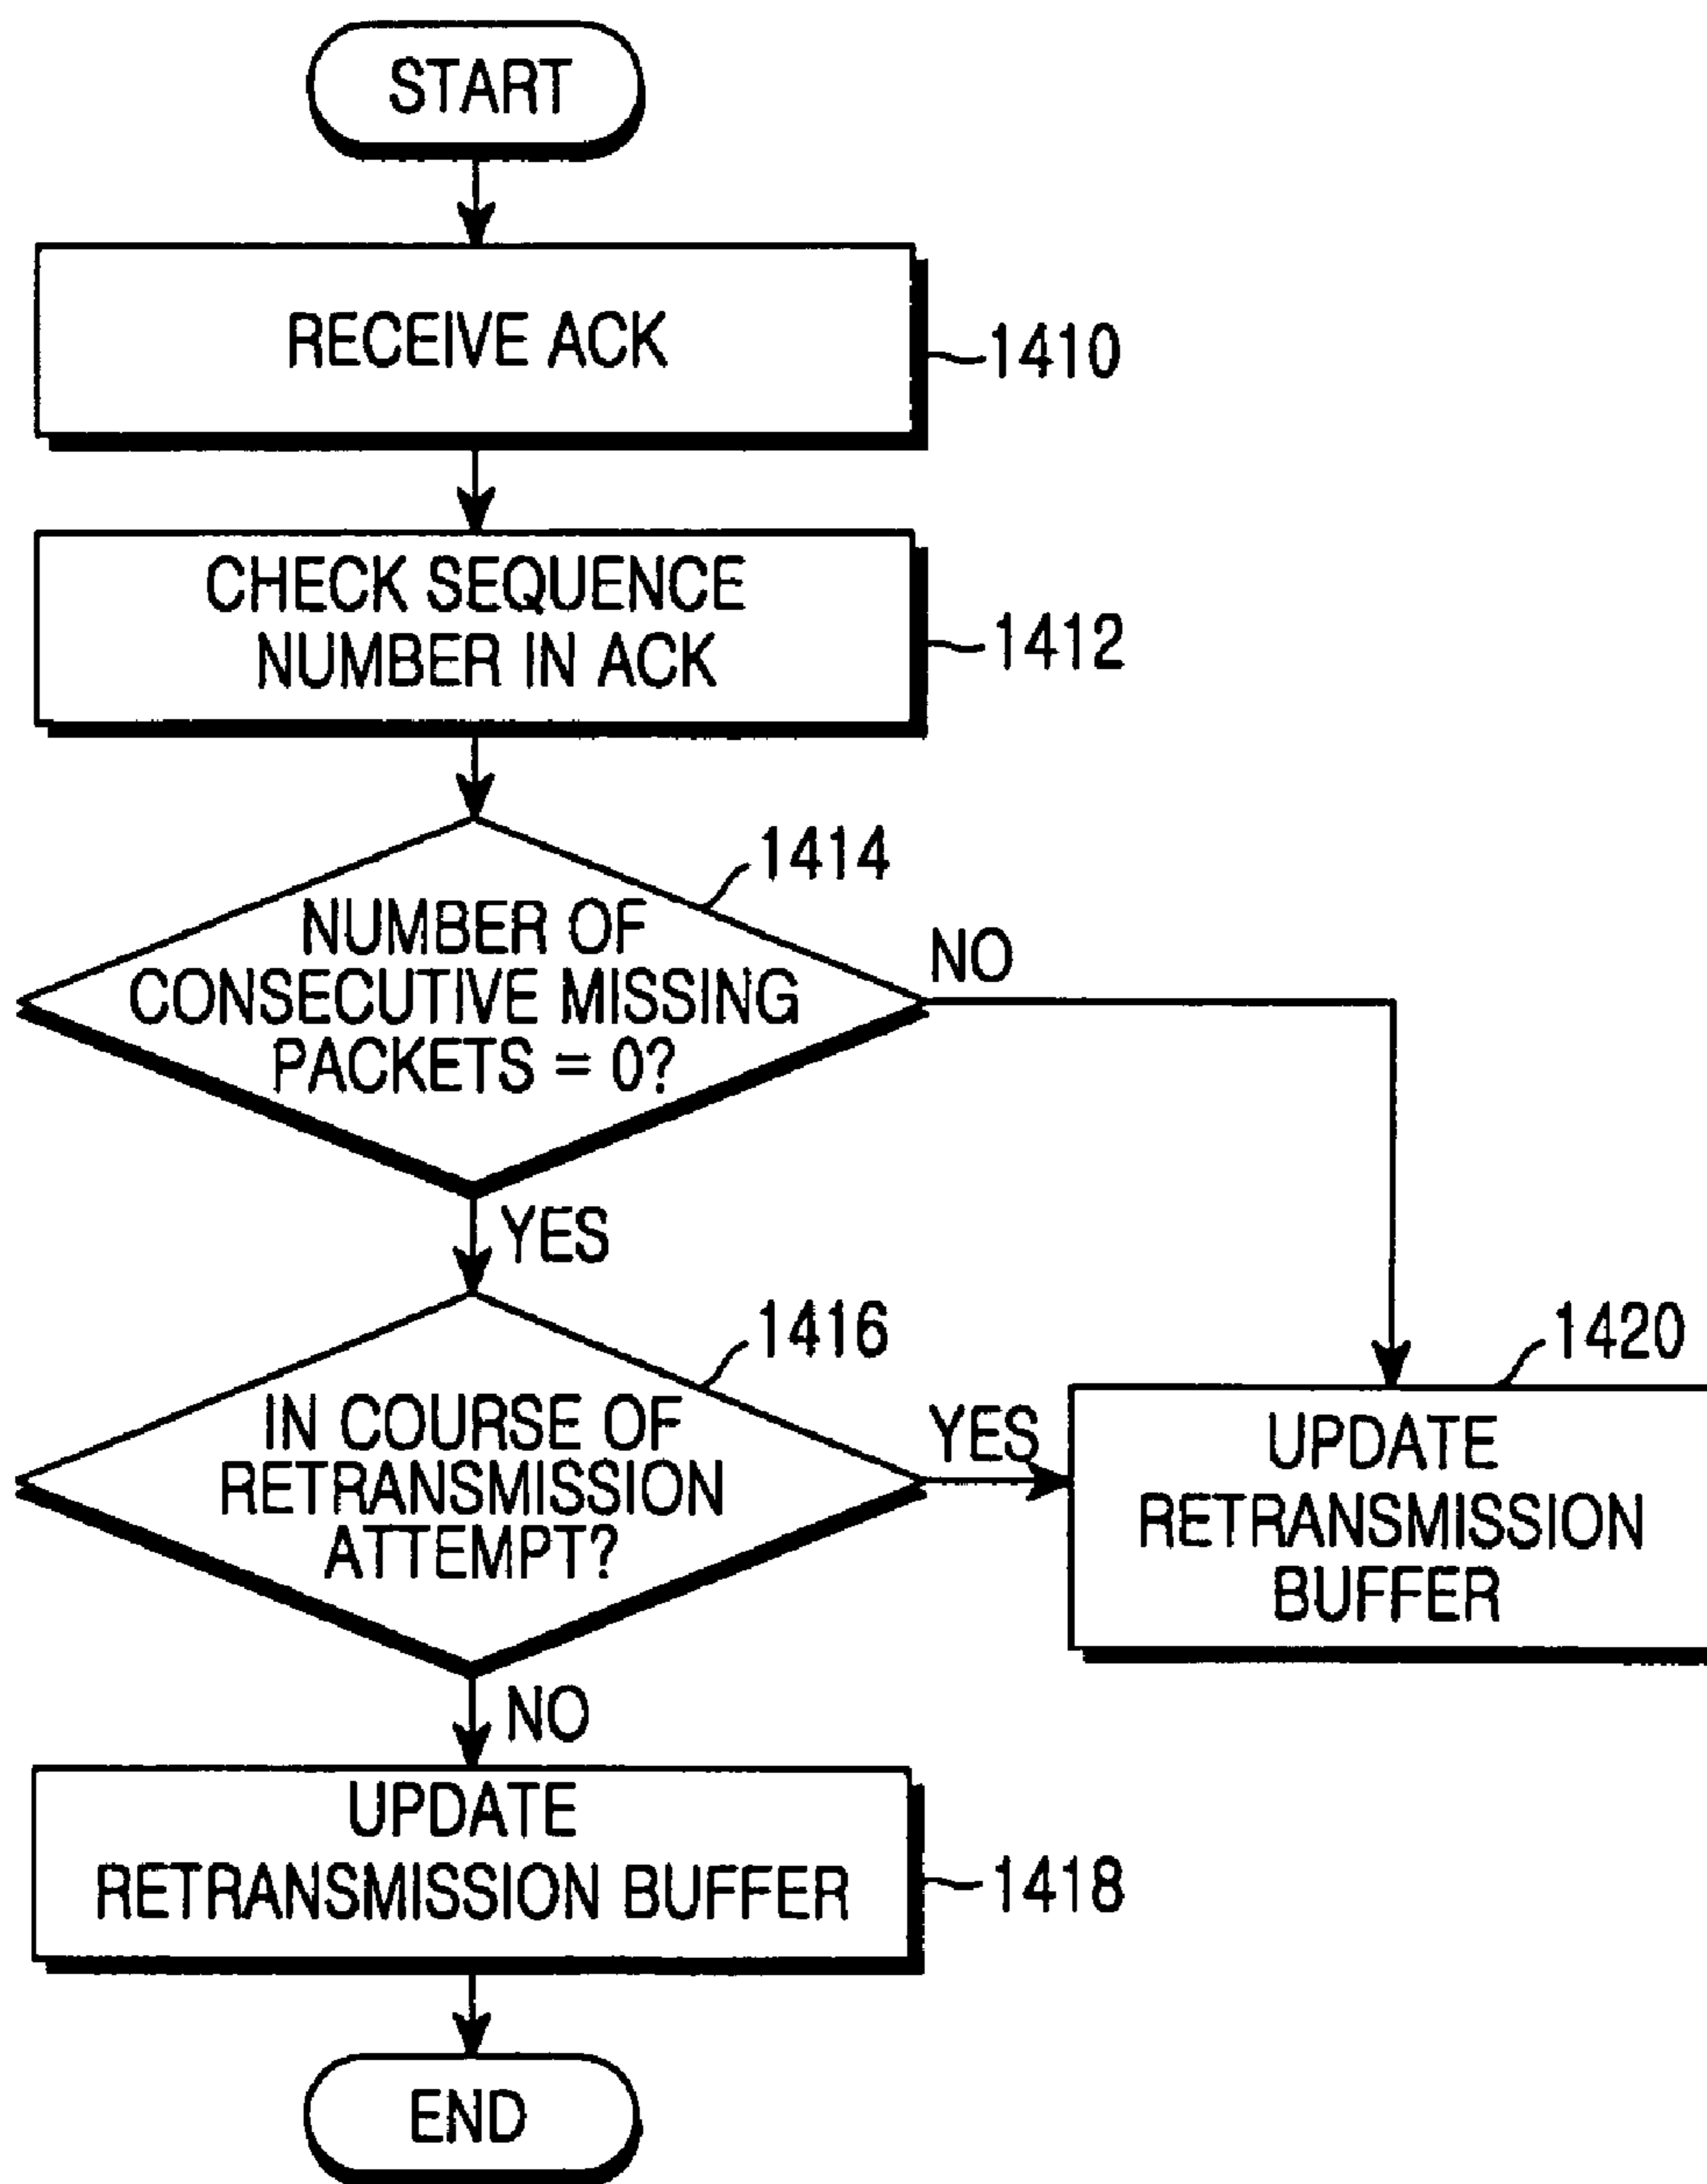 START
RECEIVE ACK
1410
CHECK SEQUENCE
NUMBER IN ACK
1412
1414
NUMBER OF
CONSECUTIVE MISSING
PACKETS = 0?
NO
YES
1416
IN COURSE OF
RETRANSMISSION
ATTEMPT?
YES
1420
UPDATE
RETRANSMISSION
BUFFER
NO
UPDATE
RETRANSMISSION BUFFER
1418
END